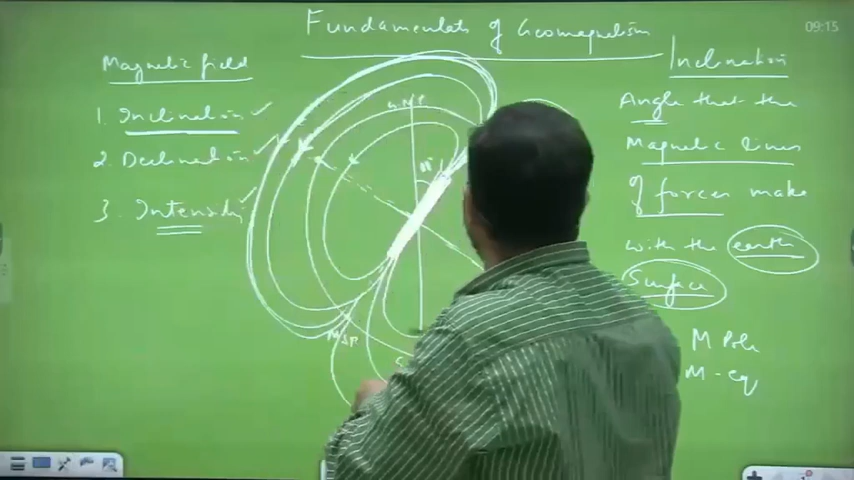 Fundamentals of Geomagnetism
09:15
Magnetic field
1. Inclination
2. Declination
3. Intensity
M S P
Inclination
Angle that the
Magnetic lines
of forces make
with the earth
Surface
M Pole
M - eq